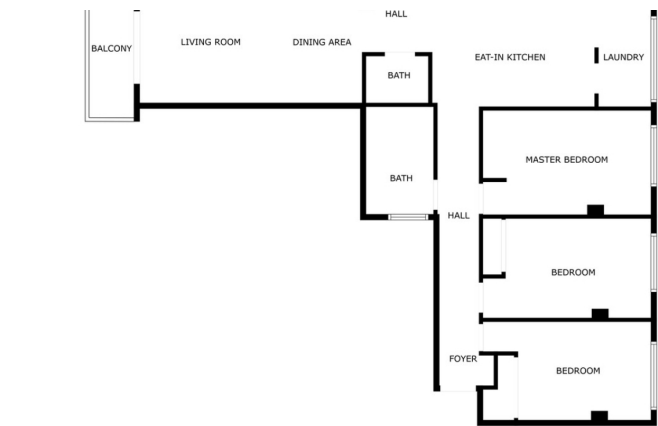 HALL
BALCONY
LIVING ROOM
DINING AREA
EAT-IN KITCHEN
LAUNDRY
BATH
MASTER BEDROOM
BATH
HALL
BEDROOM
FOYER
BEDROOM